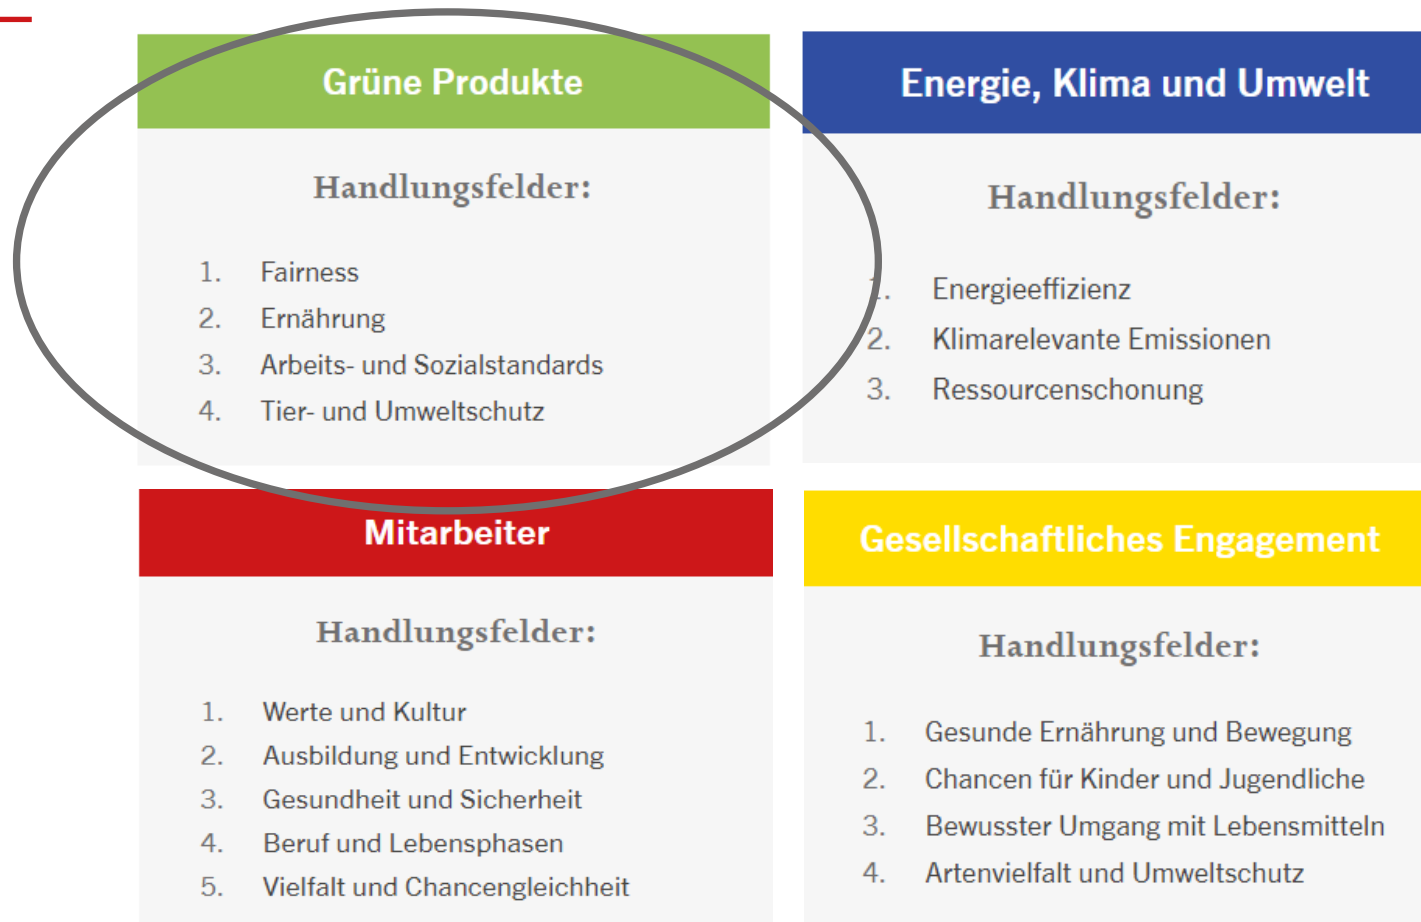 Grüne Produkte
Handlungsfelder:
1. Fairness
2. Ernährung
3. Arbeits- und Sozialstandards
4. Tier- und Umweltschutz
Energie, Klima und Umwelt
Handlungsfelder:
1. Energieeffizienz
2. Klimarelevante Emissionen
3. Ressourcenschonung
Mitarbeiter
Handlungsfelder:
1. Werte und Kultur
2. Ausbildung und Entwicklung
3. Gesundheit und Sicherheit
4. Beruf und Lebensphasen
5. Vielfalt und Chancengleichheit
Gesellschaftliches Engagement
Handlungsfelder:
1. Gesunde Ernährung und Bewegung
2. Chancen für Kinder und Jugendliche
3. Bewusster Umgang mit Lebensmitteln
4. Artenvielfalt und Umweltschutz